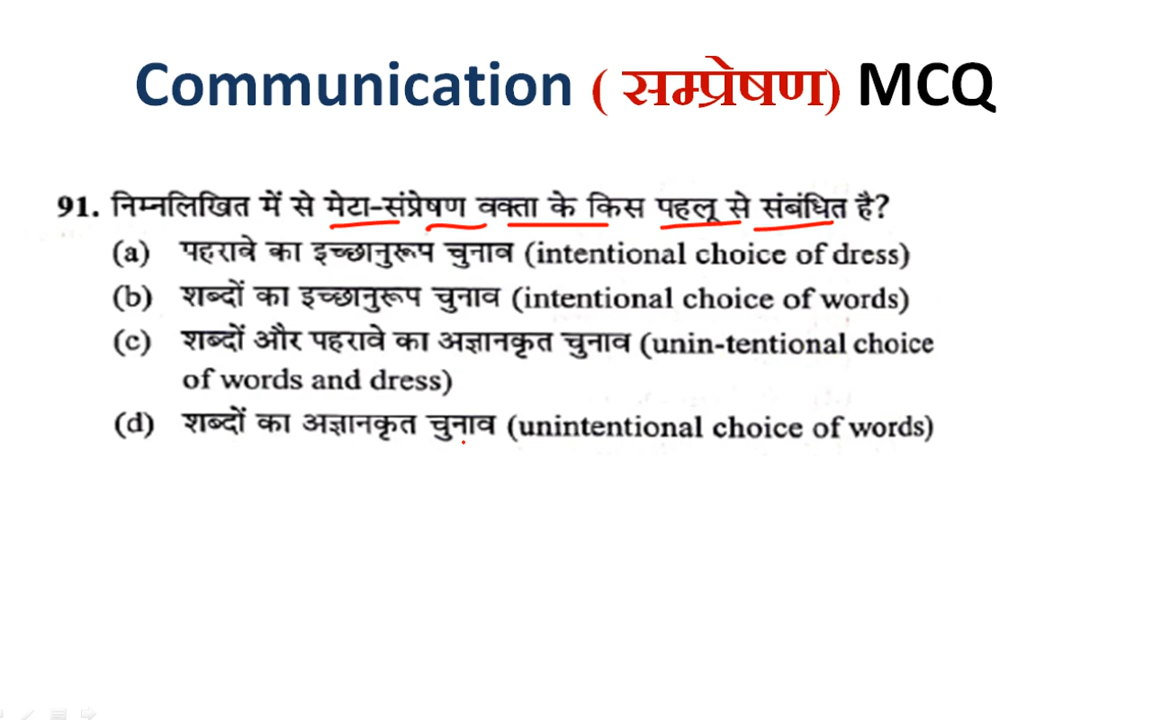 Communication ( सम्प्रेषण) MCQ
91. निम्नलिखित में से मेटा-संप्रेषण वक्ता के किस पहलू से संबंधित है?
(a) पहरावे का इच्छानुरूप चुनाव (intentional choice of dress)
(b) शब्दों का इच्छानुरूप चुनाव (intentional choice of words)
(c) शब्दों और पहरावे का अज्ञानकृत चुनाव (unin-tentional choice
of words and dress)
(d) शब्दों का अज्ञानकृत चुनाव (unintentional choice of words)